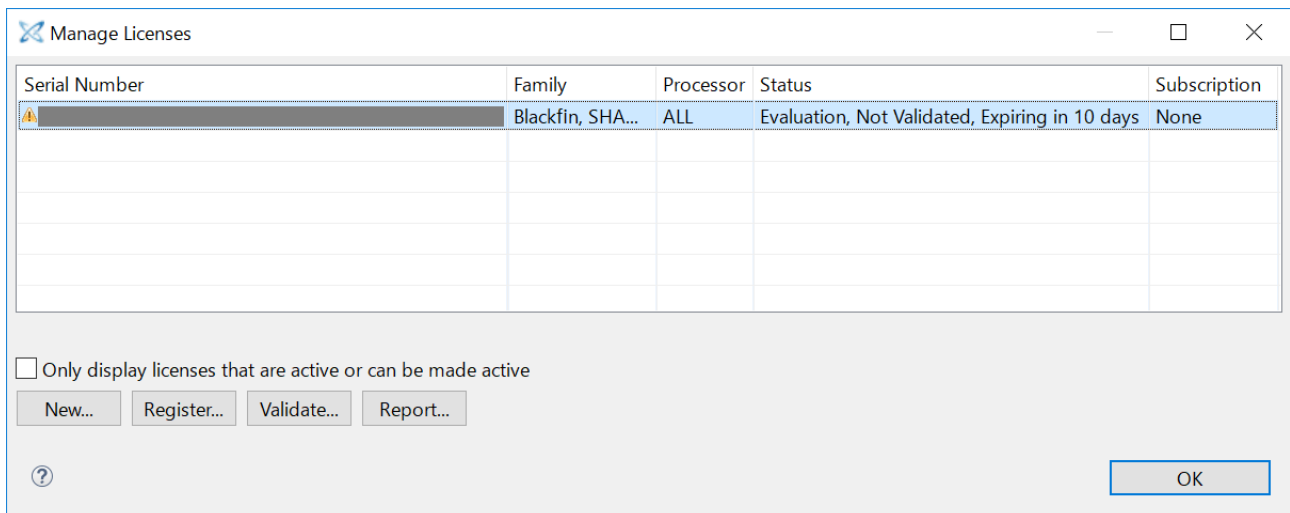 Manage Licenses
Serial Number Family Processor Status Subscription
Blackfin, SHA... ALL Evaluation, Not Validated, Expiring in 10 days None
Only display licenses that are active or can be made active
New... Register... Validate... Report...
?
OK